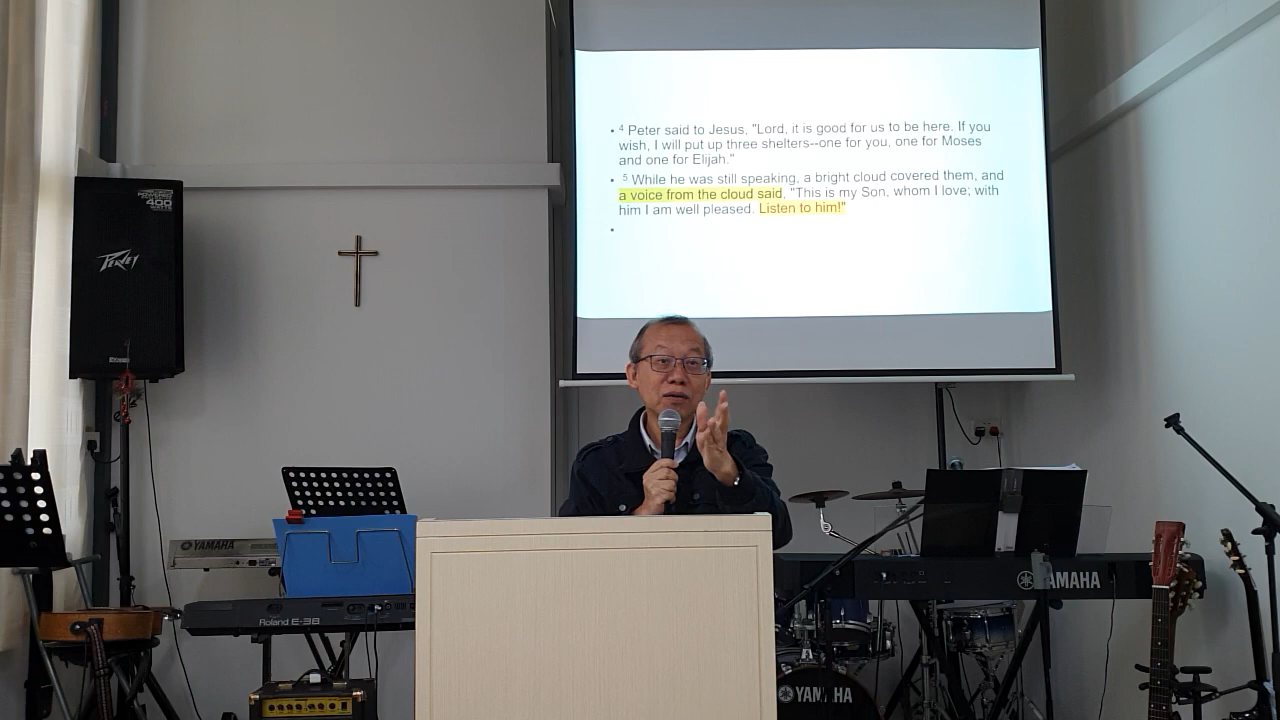 • ⁴ Peter said to Jesus, "Lord, it is good for us to be here. If you
wish, I will put up three shelters--one for you, one for Moses
and one for Elijah."
• ⁵ While he was still speaking, a bright cloud covered them, and
a voice from the cloud said, "This is my Son, whom I love; with
him I am well pleased. Listen to him!"
•
400
PEAVEY
YAMAHA
Roland E-38
YAMAHA
YAMAHA